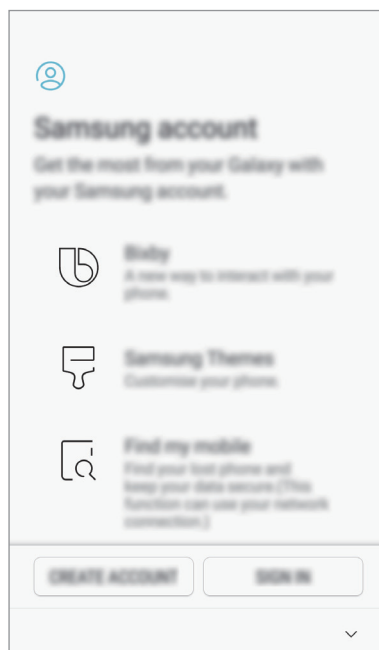 Samsung account
Get the most from your Galaxy with
your Samsung account.
Bixby
A new way to interact with your
phone.
Samsung Themes
Customise your phone.
Find my mobile
Find your lost phone and
keep your data secure.(This
function can use your network
connection.)
CREATE ACCOUNT
SIGN IN